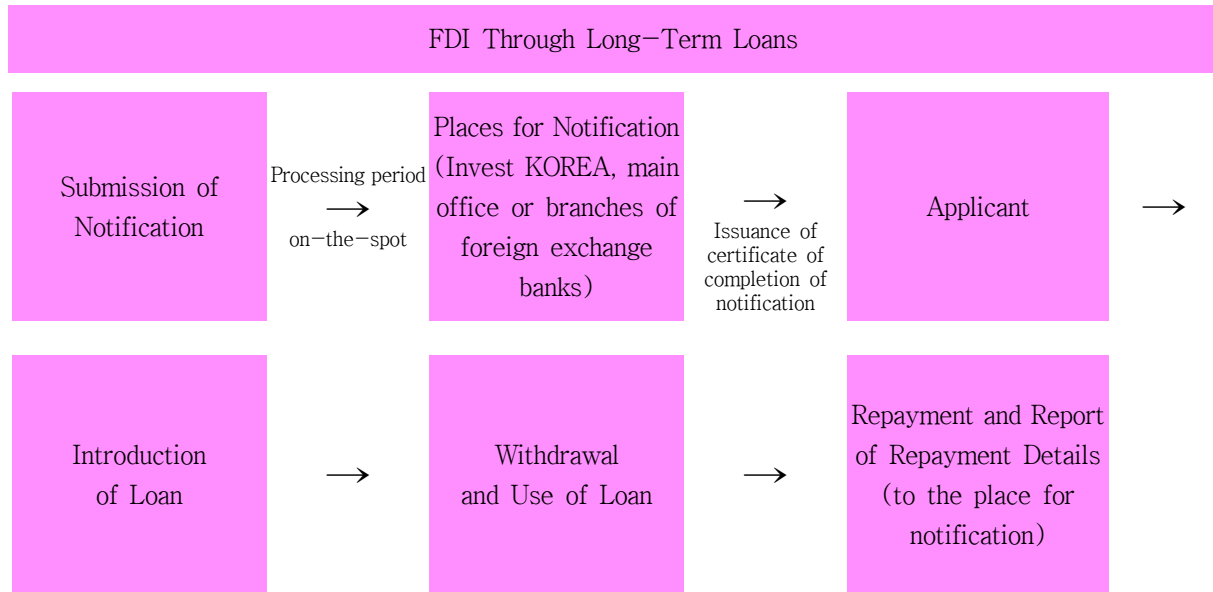 FDI Through Long-Term Loans
Submission of
Notification
Processing period
→
on-the-spot
Places for Notification
(Invest KOREA, main
office or branches of
foreign exchange
banks)
→
Issuance of
certificate of
completion of
notification
Applicant
→
Introduction
of Loan
→
Withdrawal
and Use of Loan
→
Repayment and Report
of Repayment Details
(to the place for
notification)